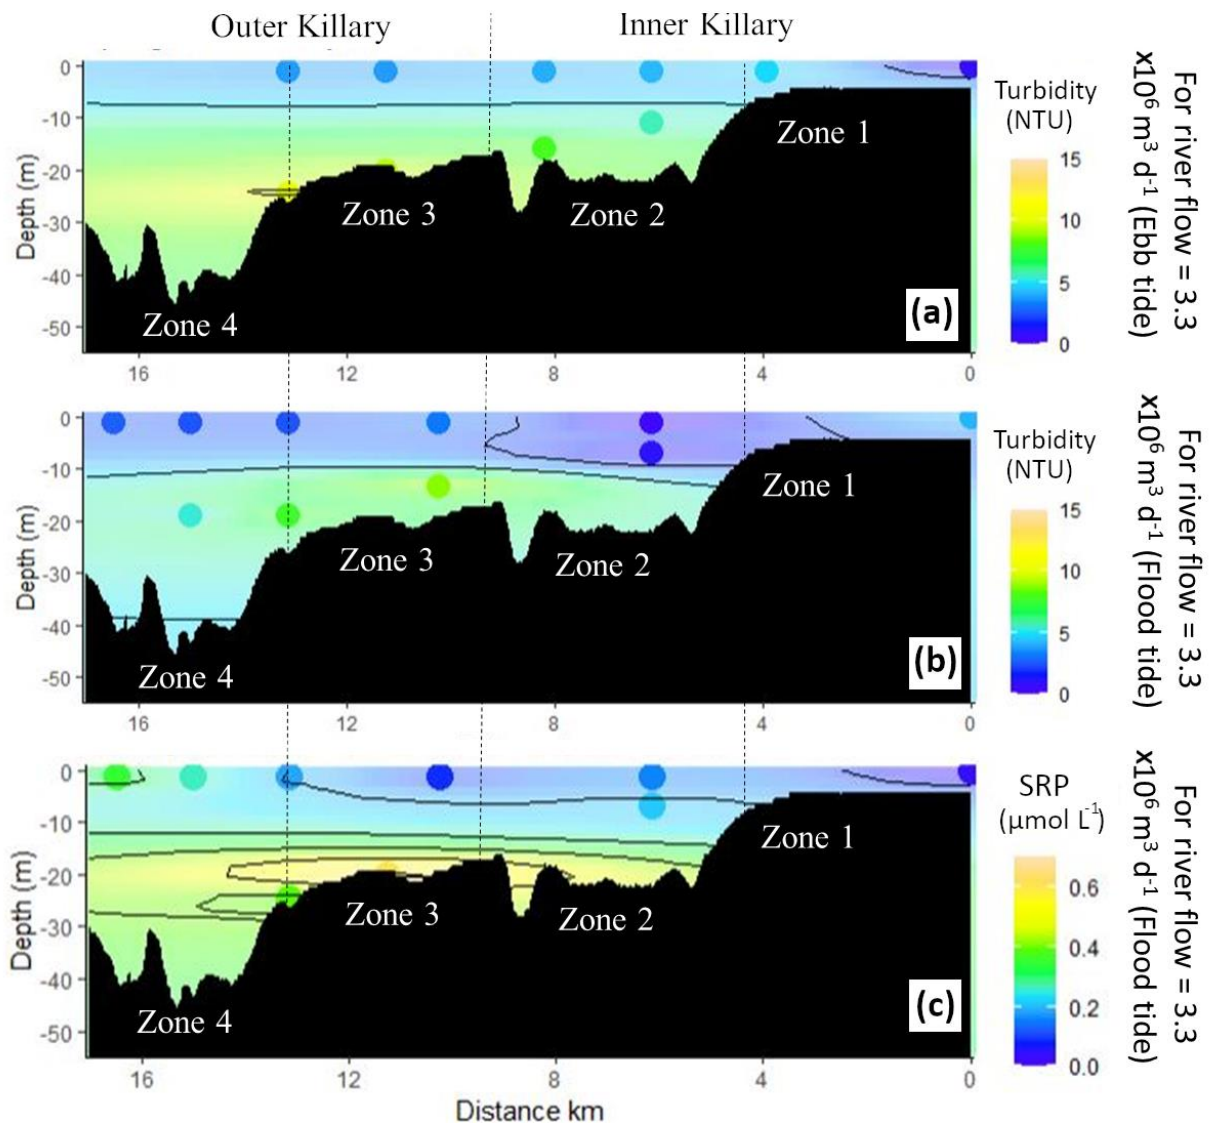 Outer Killary
Inner Killary
0
-10
-20
-30
-40
-50
Depth (m)
Zone 1
Zone 2
Zone 3
Zone 4
(a)
16
12
8
4
0
Turbidity
(NTU)
15
10
5
0
For river flow = 3.3
x10⁶ m³ d⁻¹ (Ebb tide)
0
-10
-20
-30
-40
-50
Depth (m)
Zone 1
Zone 2
Zone 3
Zone 4
(b)
16
12
8
4
0
Turbidity
(NTU)
15
10
5
0
For river flow = 3.3
x10⁶ m³ d⁻¹ (Flood tide)
0
-10
-20
-30
-40
-50
Depth (m)
Zone 1
Zone 2
Zone 3
Zone 4
(c)
16
12
8
4
0
Distance km
SRP
(μmol L⁻¹)
0.6
0.4
0.2
0.0
For river flow = 3.3
x10⁶ m³ d⁻¹ (Flood tide)